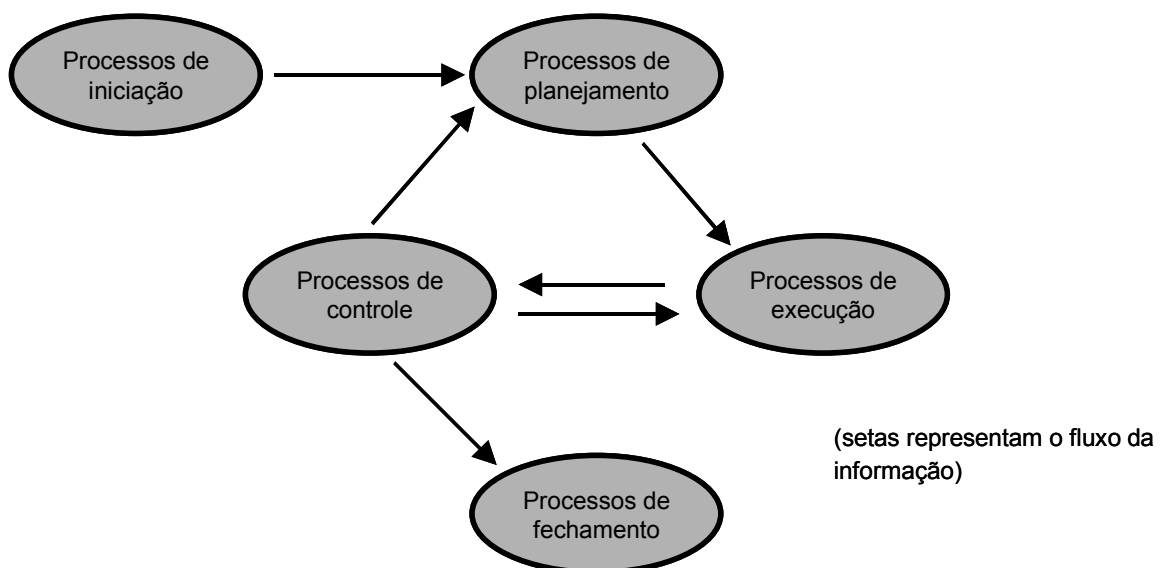 Processos de
iniciação
Processos de
planejamento
Processos de
controle
Processos de
execução
(setas representam o fluxo da
informação)
Processos de
fechamento